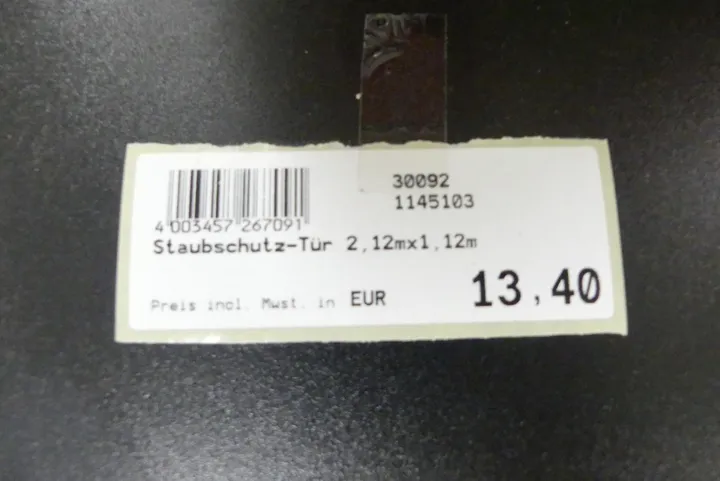 30092
1145103
4 003457 267091
Staubschutz-Tür 2,12mx1,12m
Preis incl. Mwst. in EUR 13,40